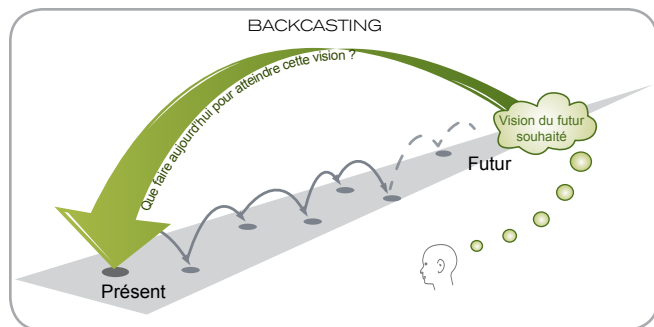 BACKCASTING
Que faire aujourd'hui pour atteindre cette vision ?
Vision du futur
souhaité
Futur
Présent